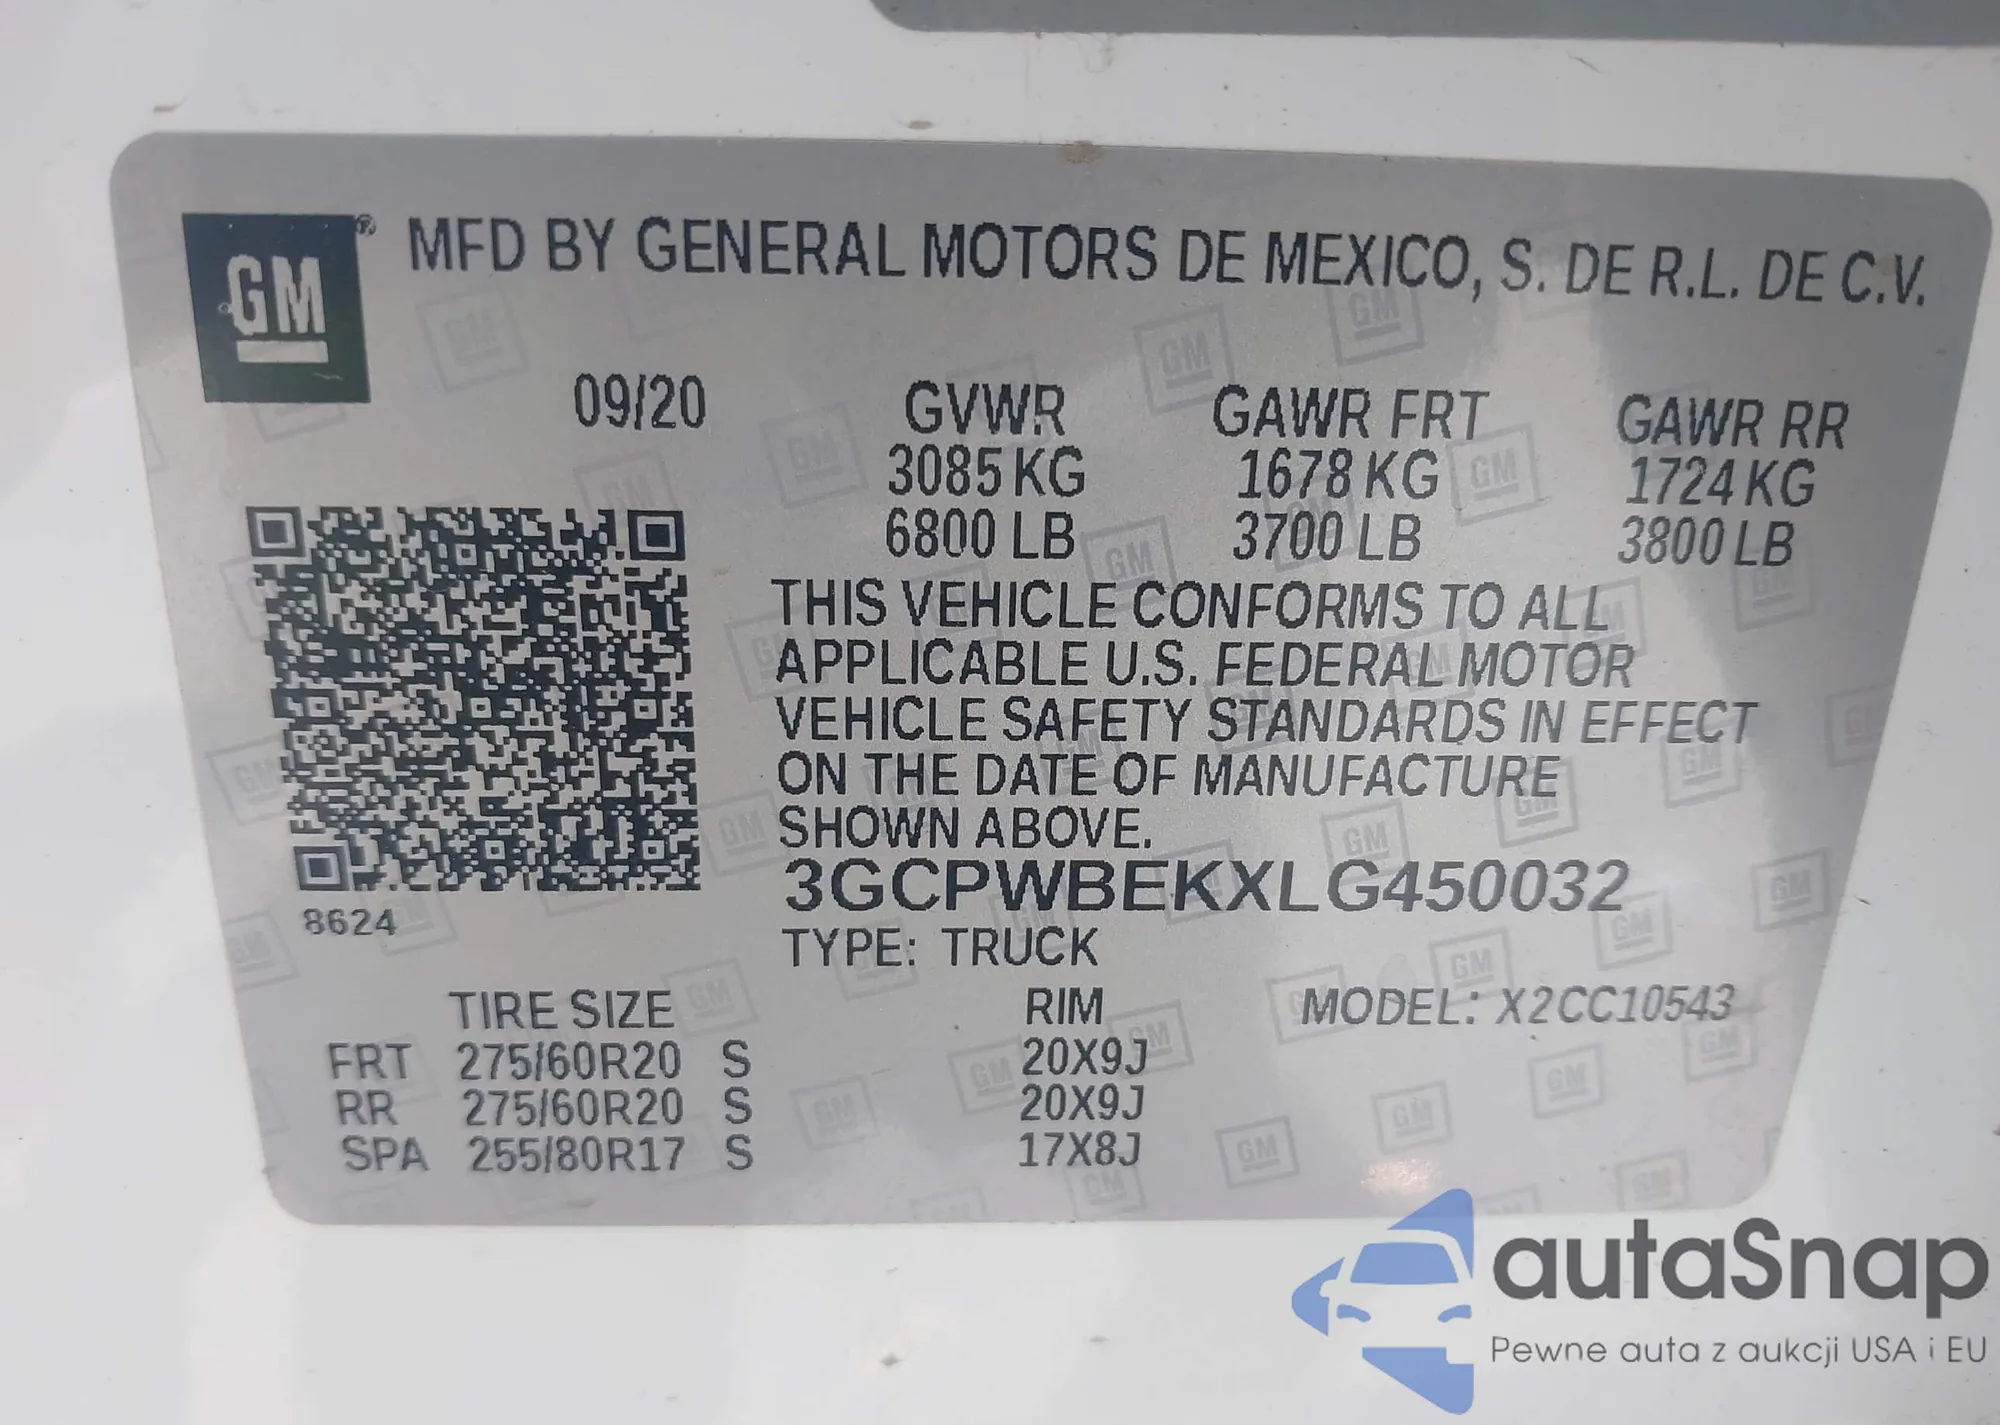 GM® MFD BY GENERAL MOTORS DE MEXICO, S. DE R.L. DE C.V.
09/20 GVWR GAWR FRT GAWR RR
3085 KG 1678 KG 1724 KG
6800 LB 3700 LB 3800 LB
THIS VEHICLE CONFORMS TO ALL
APPLICABLE U.S. FEDERAL MOTOR
VEHICLE SAFETY STANDARDS IN EFFECT
ON THE DATE OF MANUFACTURE
SHOWN ABOVE.
3GCPWBEKXLG450032
8624
TYPE: TRUCK
TIRE SIZE RIM MODEL: X2CC10543
FRT 275/60R20 S 20X9J
RR 275/60R20 S 20X9J
SPA 255/80R17 S 17X8J
autaSnap
Pewne auta z aukcji USA i EU